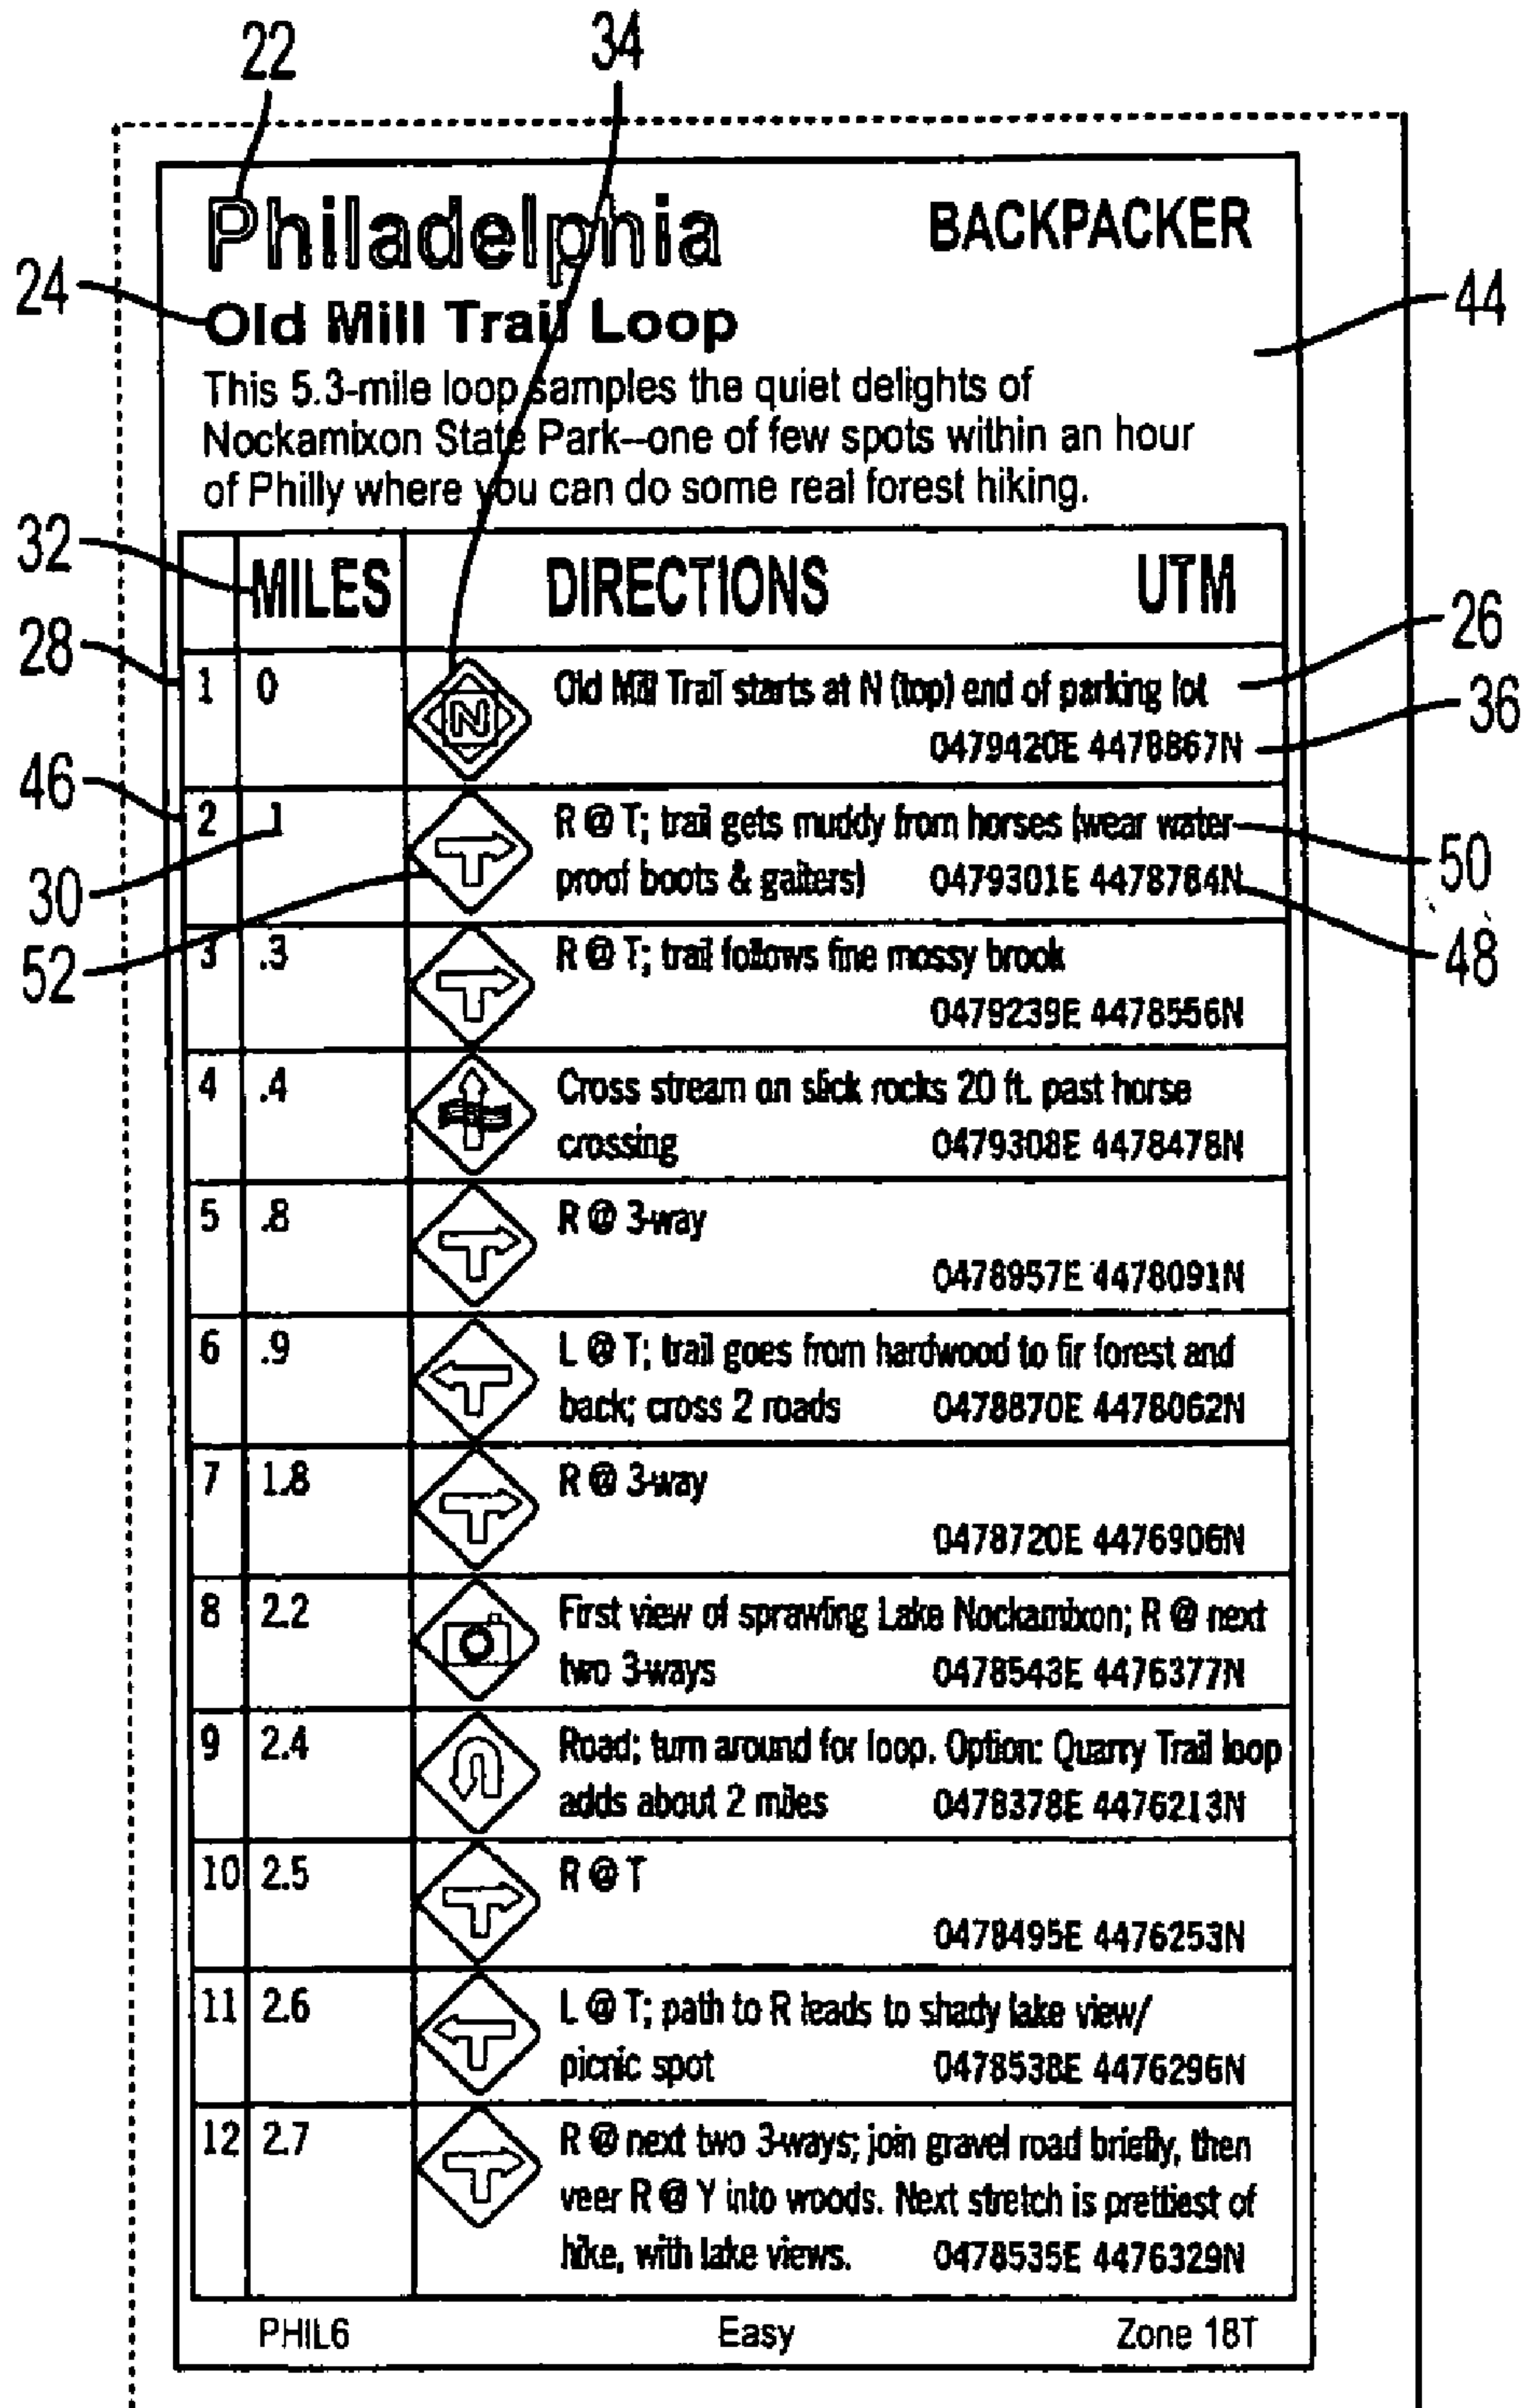 22
34
Philadelphia BACKPACKER
24
Old Mill Trail Loop
44
This 5.3-mile loop samples the quiet delights of
Nockamixon State Park--one of few spots within an hour
of Philly where you can do some real forest hiking.
32
MILES DIRECTIONS UTM
28
26
1 0 N Old Mill Trail starts at N (top) end of parking lot
36
0479420E 4478867N
46
2 .1 R @ T; trail gets muddy from horses (wear water-
50
30
proof boots & gaiters) 0479301E 4478784N
52
48
3 .3 R @ T; trail follows fine mossy brook
0479239E 4478556N
4 .4 Cross stream on slick rocks 20 ft. past horse
crossing 0479308E 4478478N
5 .8 R @ 3-way
0478957E 4478091N
6 .9 L @ T; trail goes from hardwood to fir forest and
back; cross 2 roads 0478870E 4478062N
7 1.8 R @ 3-way
0478720E 4476906N
8 2.2 First view of sprawling Lake Nockamixon; R @ next
two 3-ways 0478543E 4476377N
9 2.4 Road; turn around for loop. Option: Quarry Trail loop
adds about 2 miles 0478378E 4476213N
10 2.5 R @ T
0478495E 4476253N
11 2.6 L @ T; path to R leads to shady lake view/
picnic spot 0478538E 4476296N
12 2.7 R @ next two 3-ways; join gravel road briefly, then
veer R @ Y into woods. Next stretch is prettiest of
hike, with lake views. 0478535E 4476329N
PHIL6 Easy Zone 18T